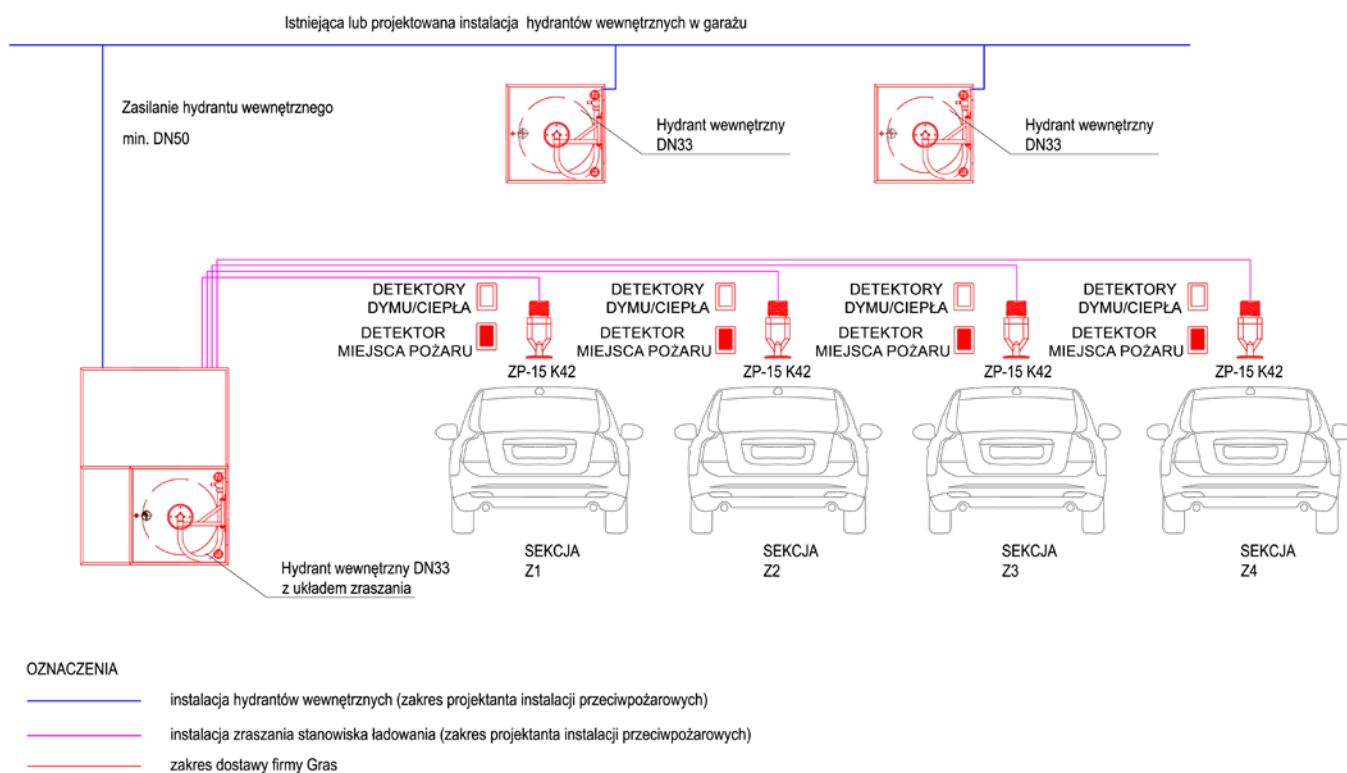 Istniejąca lub projektowana instalacja hydrantów wewnętrznych w garażu
Zasilanie hydrantu wewnętrznego
min. DN50
Hydrant wewnętrzny
DN33
Hydrant wewnętrzny
DN33
DETEKTORY
DYMU/CIEPŁA
DETEKTOR
MIEJSCA POŻARU
ZP-15 K42
DETEKTORY
DYMU/CIEPŁA
DETEKTOR
MIEJSCA POŻARU
ZP-15 K42
DETEKTORY
DYMU/CIEPŁA
DETEKTOR
MIEJSCA POŻARU
ZP-15 K42
DETEKTORY
DYMU/CIEPŁA
DETEKTOR
MIEJSCA POŻARU
ZP-15 K42
SEKCJA
Z1
SEKCJA
Z2
SEKCJA
Z3
SEKCJA
Z4
Hydrant wewnętrzny DN33
z układem zraszania
OZNACZENIA
instalacja hydrantów wewnętrznych (zakres projektanta instalacji przeciwpożarowych)
instalacja zraszania stanowiska ładowania (zakres projektanta instalacji przeciwpożarowych)
zakres dostawy firmy Gras